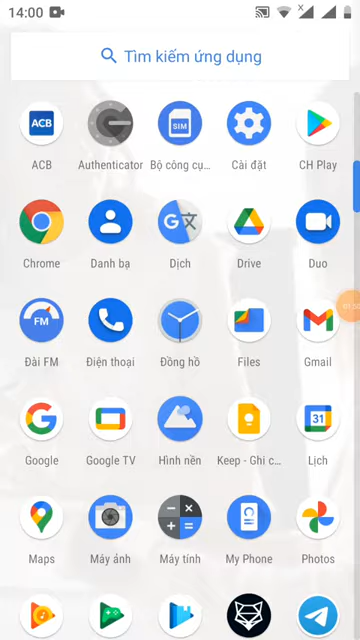 14:00
Tìm kiếm ứng dụng
ACB
ACB Authenticator Bộ công cụ... Cài đặt CH Play
SIM
Chrome Danh bạ Dịch Drive Duo
FM
Đài FM Điện thoại Đồng hồ Files Gmail
31
Google Google TV Hình nền Keep - Ghi c... Lịch
Maps Máy ảnh Máy tính My Phone Photos